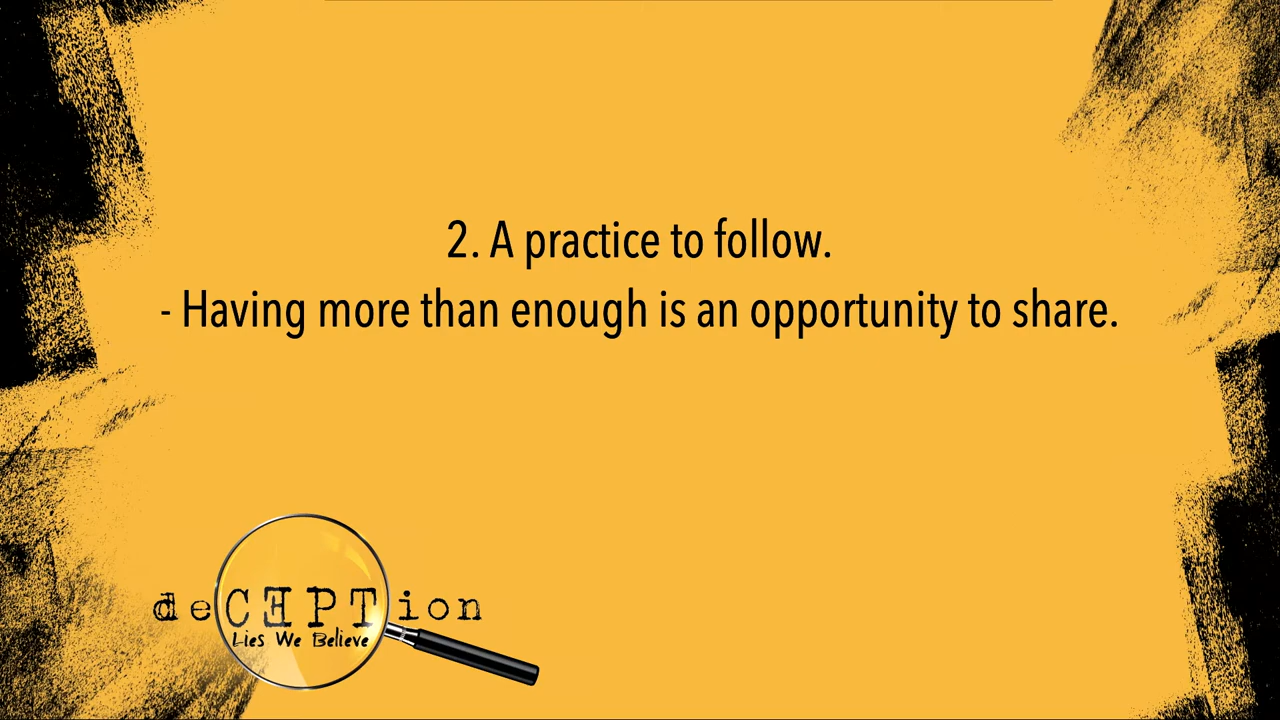 2. A practice to follow.
- Having more than enough is an opportunity to share.
deCEPTion
Lies We Believe